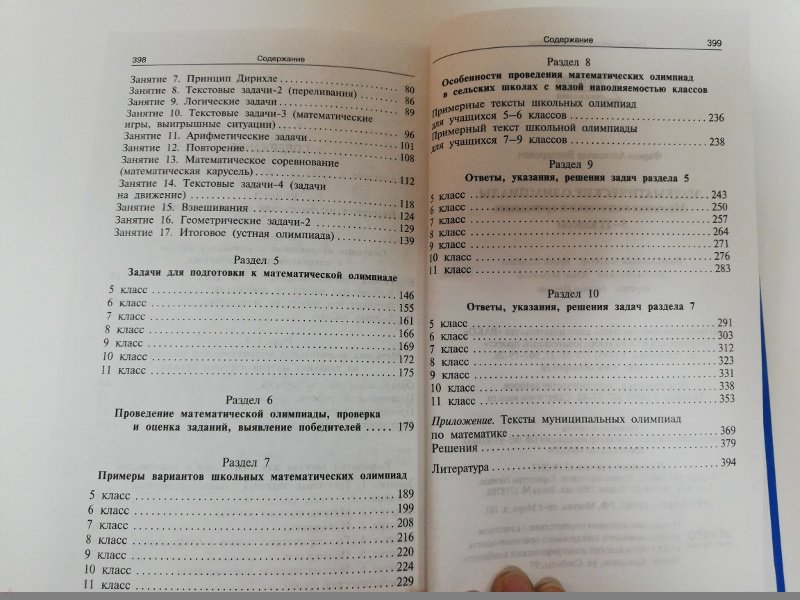 398 Содержание
Занятие 7. Принцип Дирихле 80
Занятие 8. Текстовые задачи-2 (переливания) 86
Занятие 9. Логические задачи 89
Занятие 10. Текстовые задачи-3 (математические
игры, выигрышные ситуации) 96
Занятие 11. Арифметические задачи 101
Занятие 12. Повторение 108
Занятие 13. Математическое соревнование
(математическая карусель) 112
Занятие 14. Текстовые задачи-4 (задачи
на движение) 118
Занятие 15. Взвешивания 124
Занятие 16. Геометрические задачи-2 129
Занятие 17. Итоговое (устная олимпиада) 139
Раздел 5
Задачи для подготовки к математической олимпиаде
5 класс 146
6 класс 155
7 класс 161
8 класс 166
9 класс 169
10 класс 172
11 класс 175
Раздел 6
Проведение математической олимпиады, проверка
и оценка заданий, выявление победителей ..... 179
Раздел 7
Примеры вариантов школьных математических олимпиад
5 класс 189
6 класс 199
7 класс 208
8 класс 216
9 класс 220
10 класс 224
11 класс 229
Содержание 399
Раздел 8
Особенности проведения математических олимпиад
в сельских школах с малой наполняемостью классов
Примерные тексты школьных олимпиад
для учащихся 5–6 классов 236
Примерный текст школьной олимпиады
для учащихся 7–9 классов 238
Раздел 9
Ответы, указания, решения задач раздела 5
5 класс 243
6 класс 250
7 класс 257
8 класс 264
9 класс 271
10 класс 276
11 класс 283
Раздел 10
Ответы, указания, решения задач раздела 7
5 класс 291
6 класс 303
7 класс 312
8 класс 323
9 класс 331
10 класс 338
11 класс 353
Приложение. Тексты муниципальных олимпиад
по математике 369
Решения 379
Литература 394